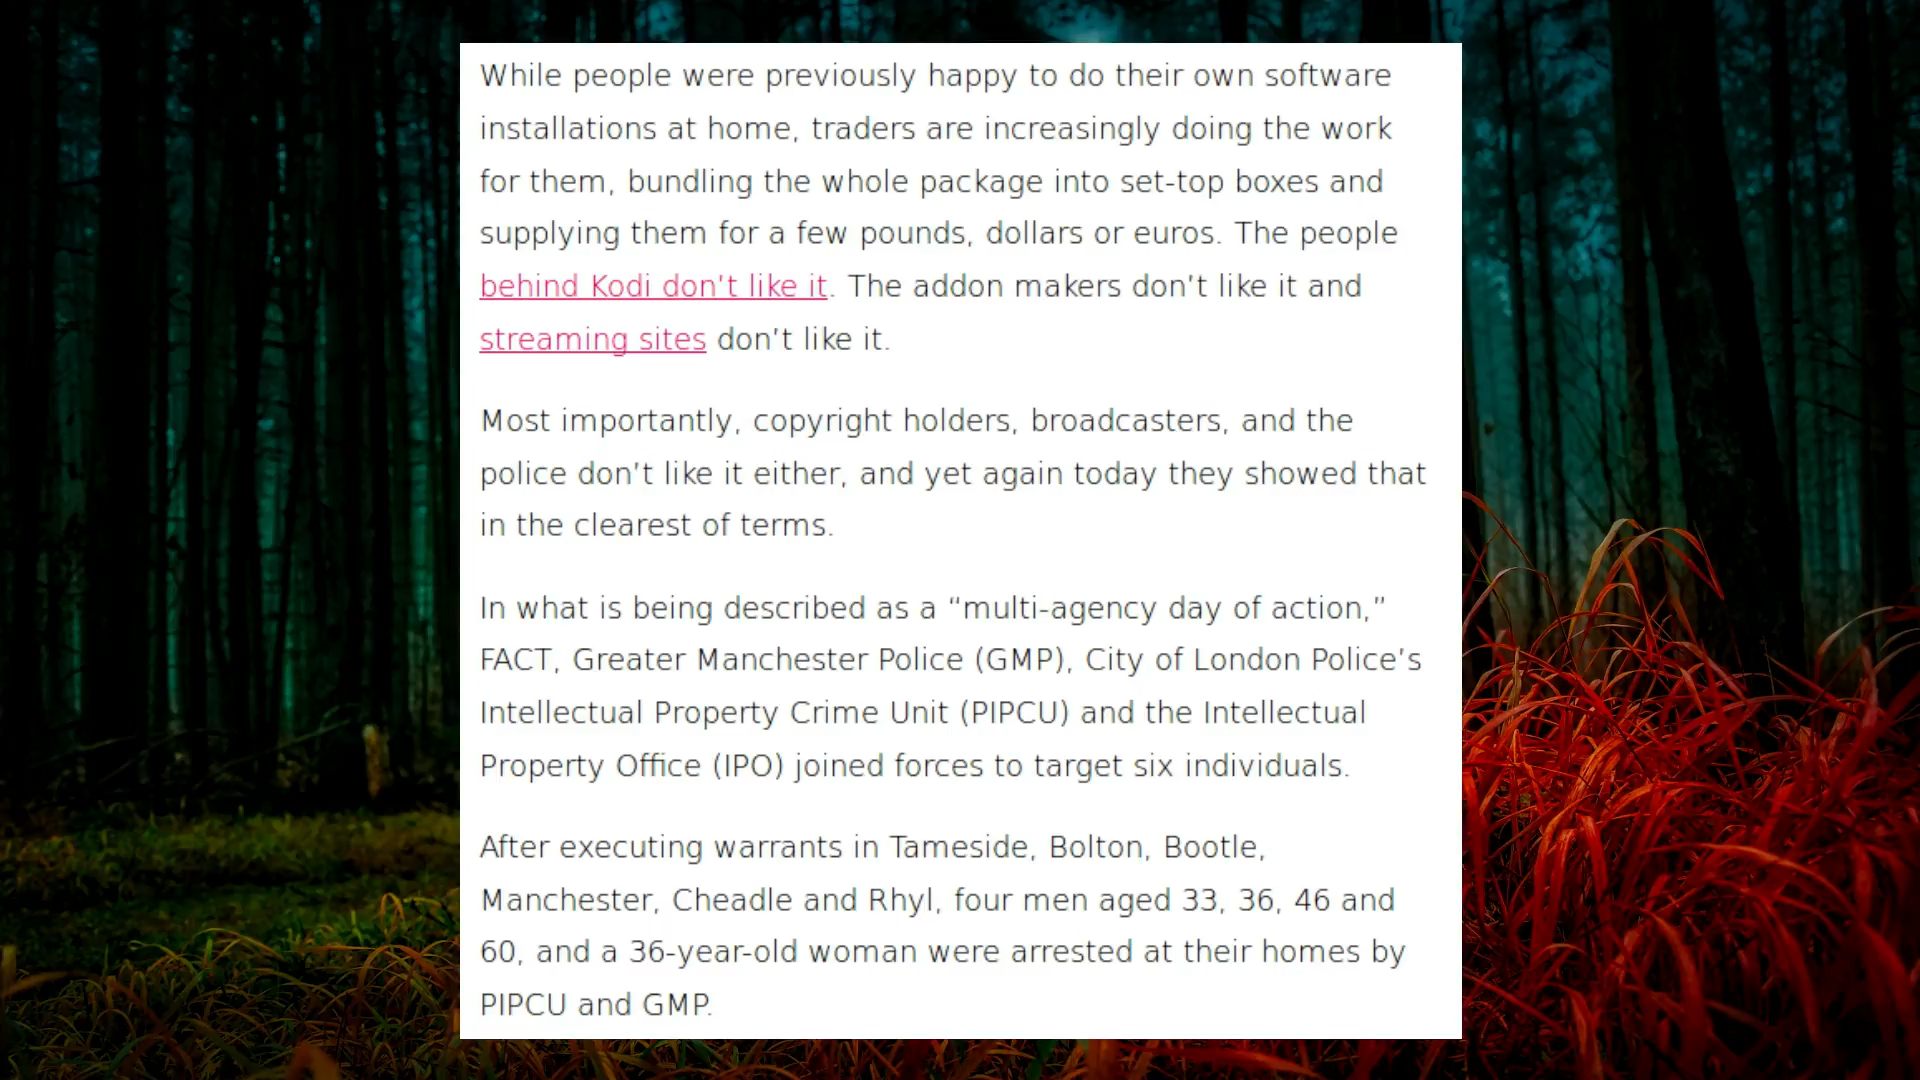 While people were previously happy to do their own software
installations at home, traders are increasingly doing the work
for them, bundling the whole package into set-top boxes and
supplying them for a few pounds, dollars or euros. The people
behind Kodi don’t like it. The addon makers don’t like it and
streaming sites don’t like it.
Most importantly, copyright holders, broadcasters, and the
police don’t like it either, and yet again today they showed that
in the clearest of terms.
In what is being described as a “multi-agency day of action,”
FACT, Greater Manchester Police (GMP), City of London Police’s
Intellectual Property Crime Unit (PIPCU) and the Intellectual
Property Office (IPO) joined forces to target six individuals.
After executing warrants in Tameside, Bolton, Bootle,
Manchester, Cheadle and Rhyl, four men aged 33, 36, 46 and
60, and a 36-year-old woman were arrested at their homes by
PIPCU and GMP.